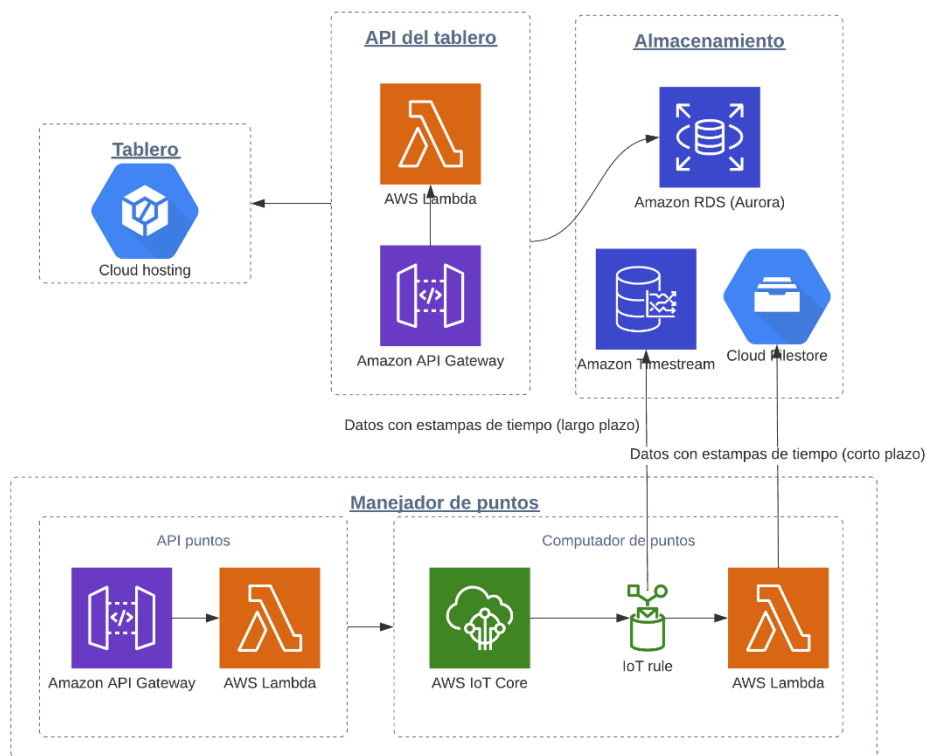 API del tablero
AWS Lambda
Amazon API Gateway
Almacenamiento
Amazon RDS (Aurora)
Amazon Timestream
Cloud Filestore
Tablero
Cloud hosting
Datos con estampas de tiempo (largo plazo)
Datos con estampas de tiempo (corto plazo)
Manejador de puntos
API puntos
Amazon API Gateway
AWS Lambda
Computador de puntos
AWS IoT Core
IoT rule
AWS Lambda